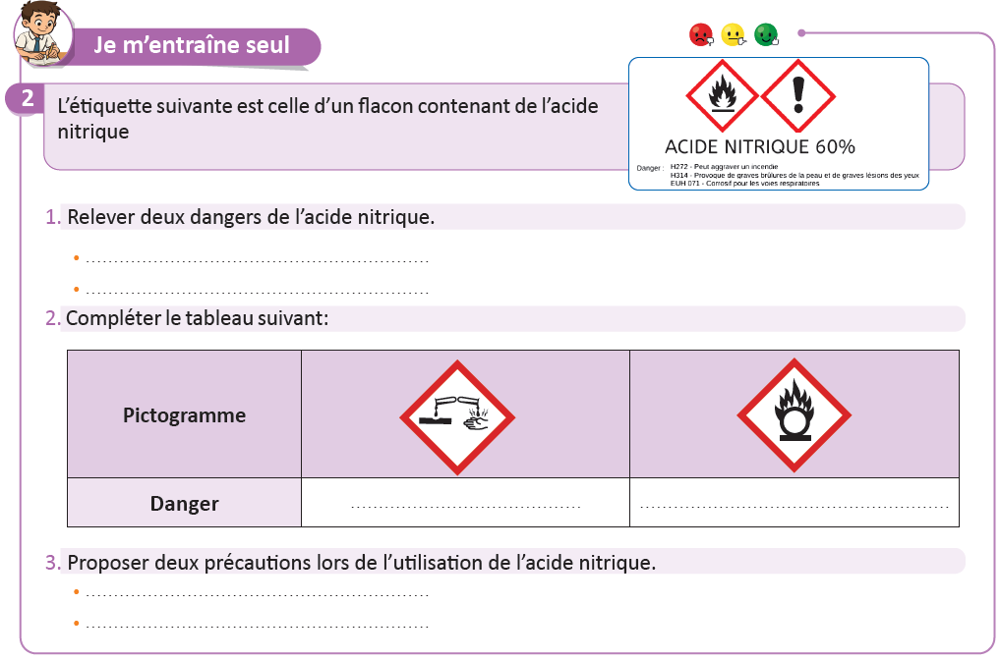 Je m'entraîne seul
2
L'étiquette suivante est celle d'un flacon contenant de l'acide
nitrique
ACIDE NITRIQUE 60%
Danger : H272 - Peut aggraver un incendie
H314 - Provoque de graves brûlures de la peau et de graves lésions des yeux
EUH 071 - Corrosif pour les voies respiratoires
1. Relever deux dangers de l'acide nitrique.
2. Compléter le tableau suivant:
Pictogramme
Danger
3. Proposer deux précautions lors de l'utilisation de l'acide nitrique.